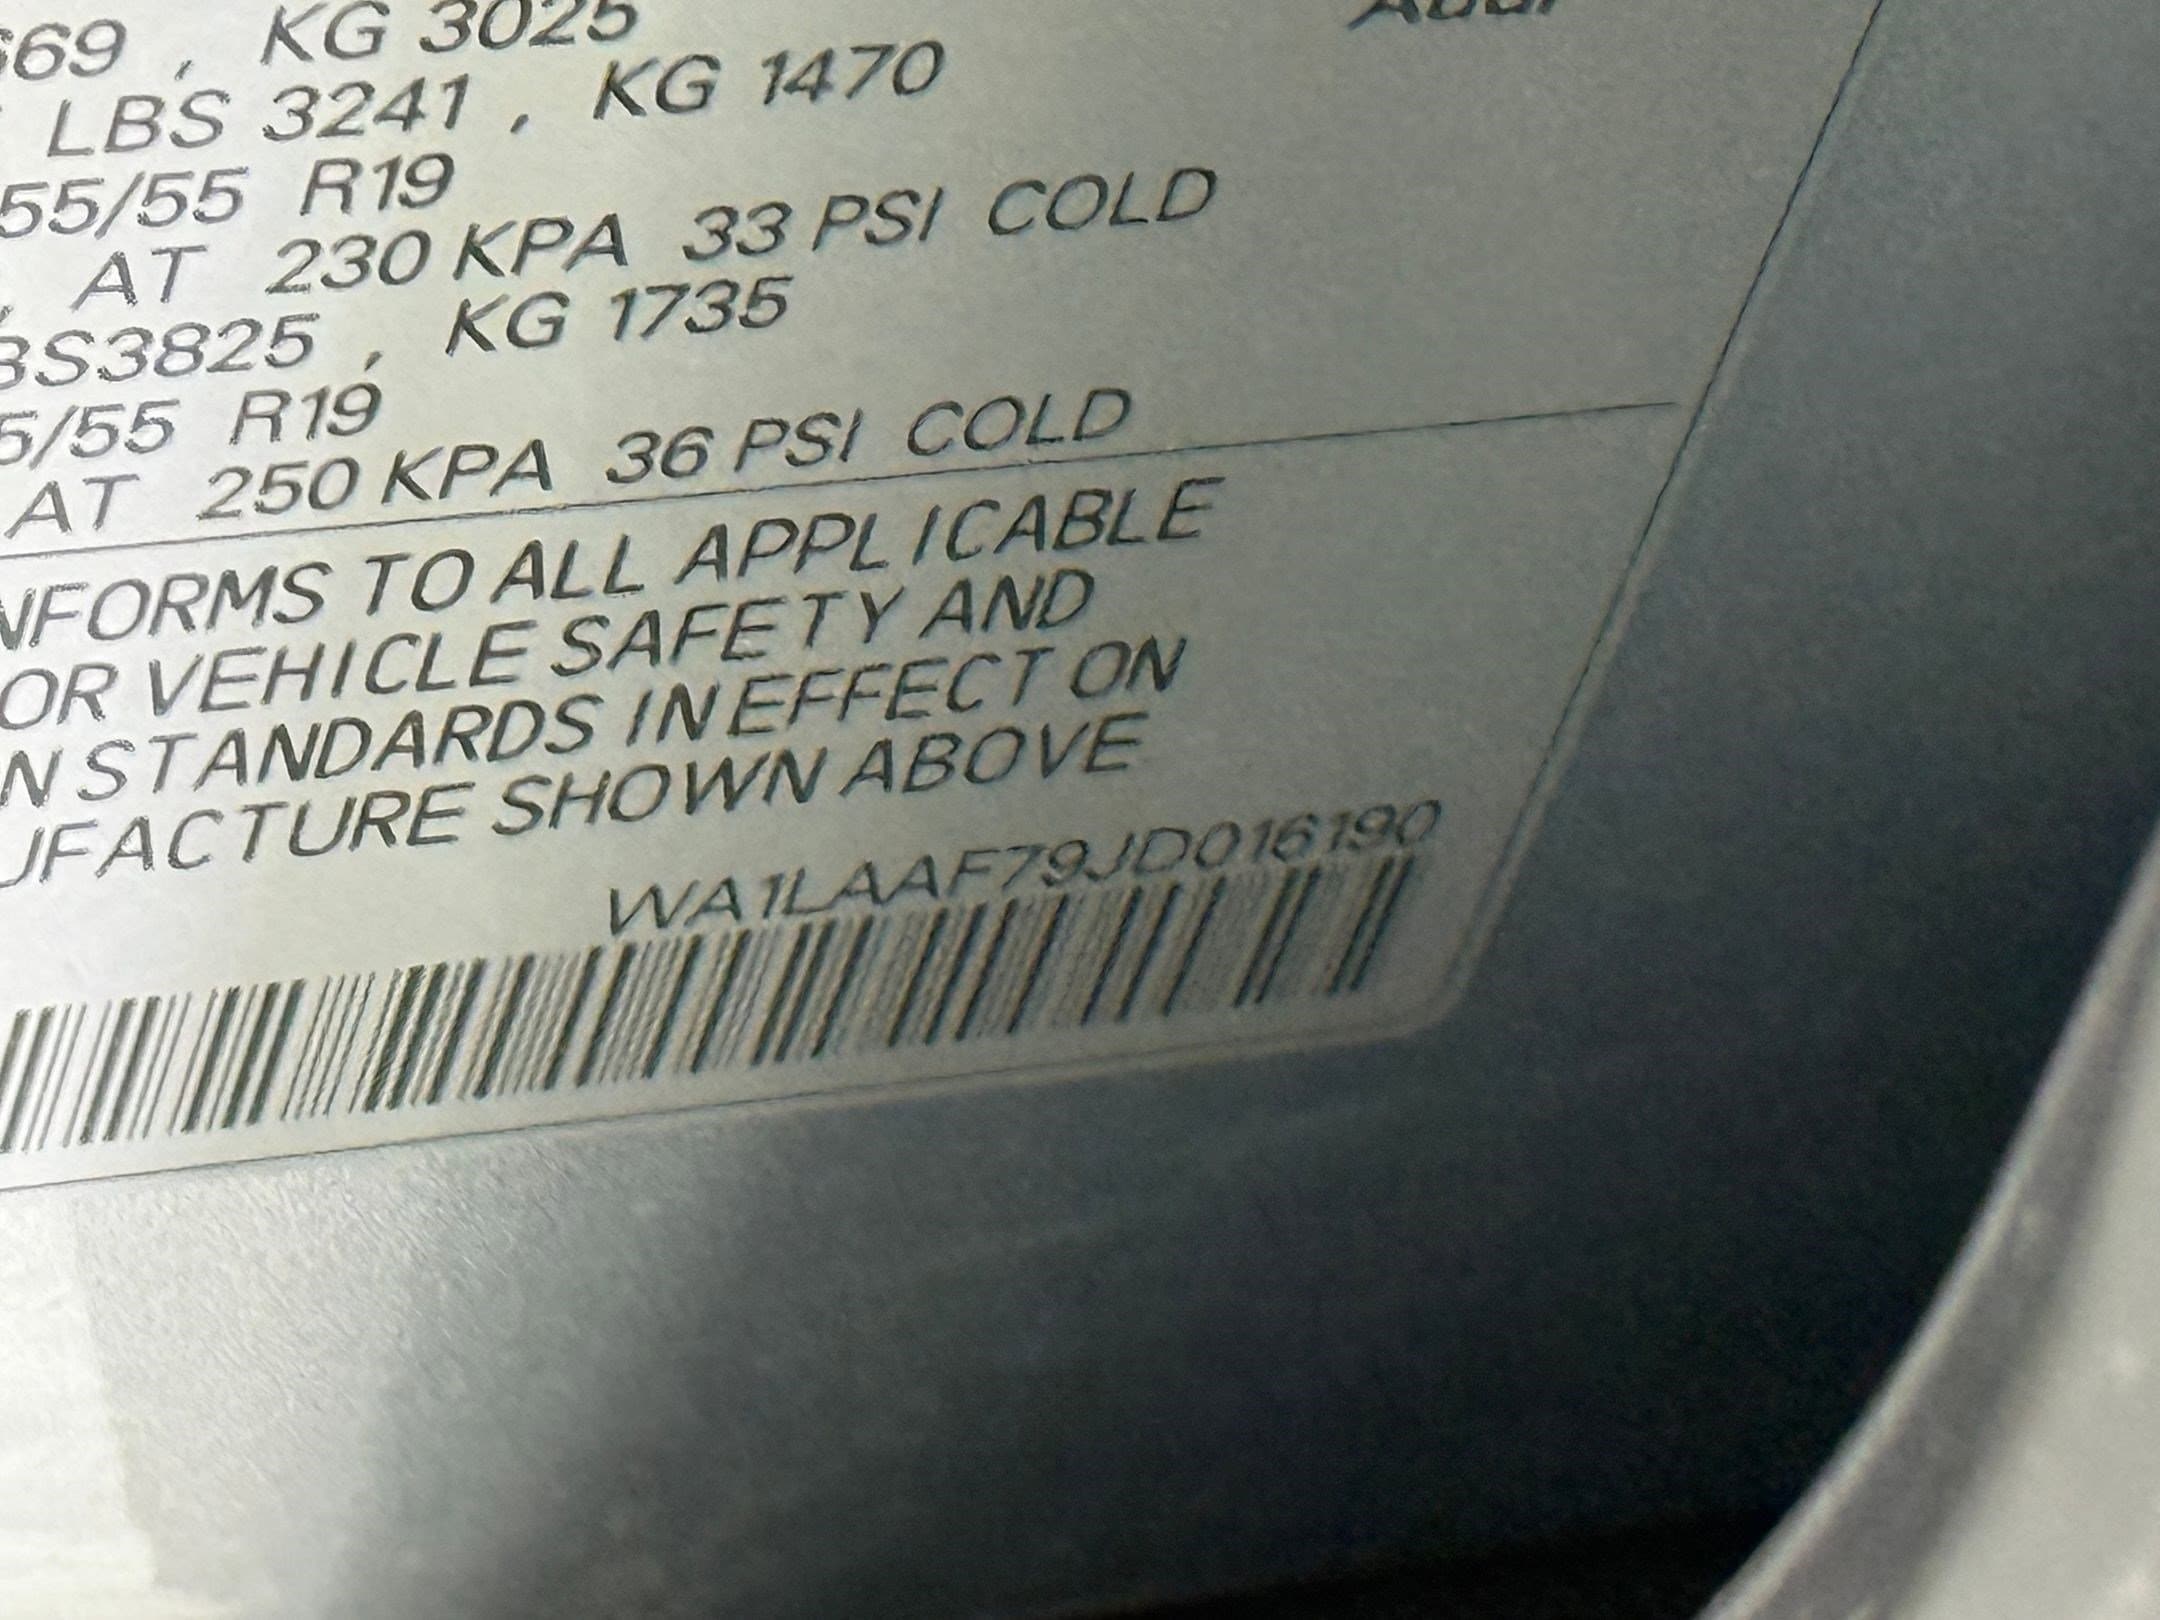 669 , KG 3025
LBS 3241 , KG 1470
55/55 R19
, AT 230 KPA 33 PSI COLD
BS3825 , KG 1735
5/55 R19
AT 250 KPA 36 PSI COLD
NFORMS TO ALL APPLICABLE
OR VEHICLE SAFETY AND
N STANDARDS IN EFFECT ON
UFACTURE SHOWN ABOVE
WA1LAAF79JD016190